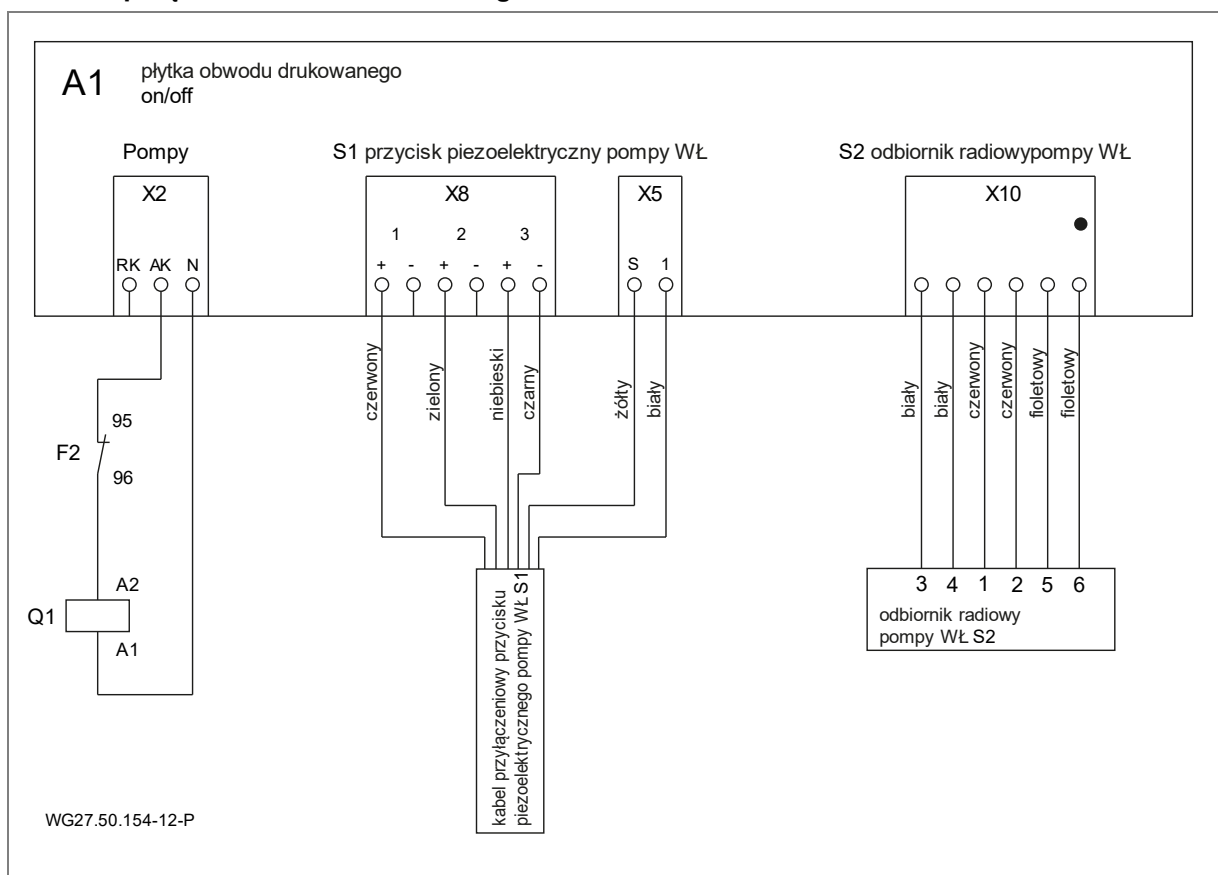 A1
płytka obwodu drukowanego
on/off
Pompy
S1 przycisk piezoelektryczny pompy WŁ
S2 odbiornik radiowypompy WŁ
X2
X8
X5
X10
1 2 3
RK AK N
+ - + - + -
S 1
czerwony
zielony
niebieski
czarny
żółty
biały
biały
biały
czerwony
czerwony
fioletowy
fioletowy
95
F2
96
A2
Q1
A1
kabel przyłączeniowy przycisku
piezoelektrycznego pompy WŁ S1
3 4 1 2 5 6
odbiornik radiowy
pompy WŁ S2
WG27.50.154-12-P